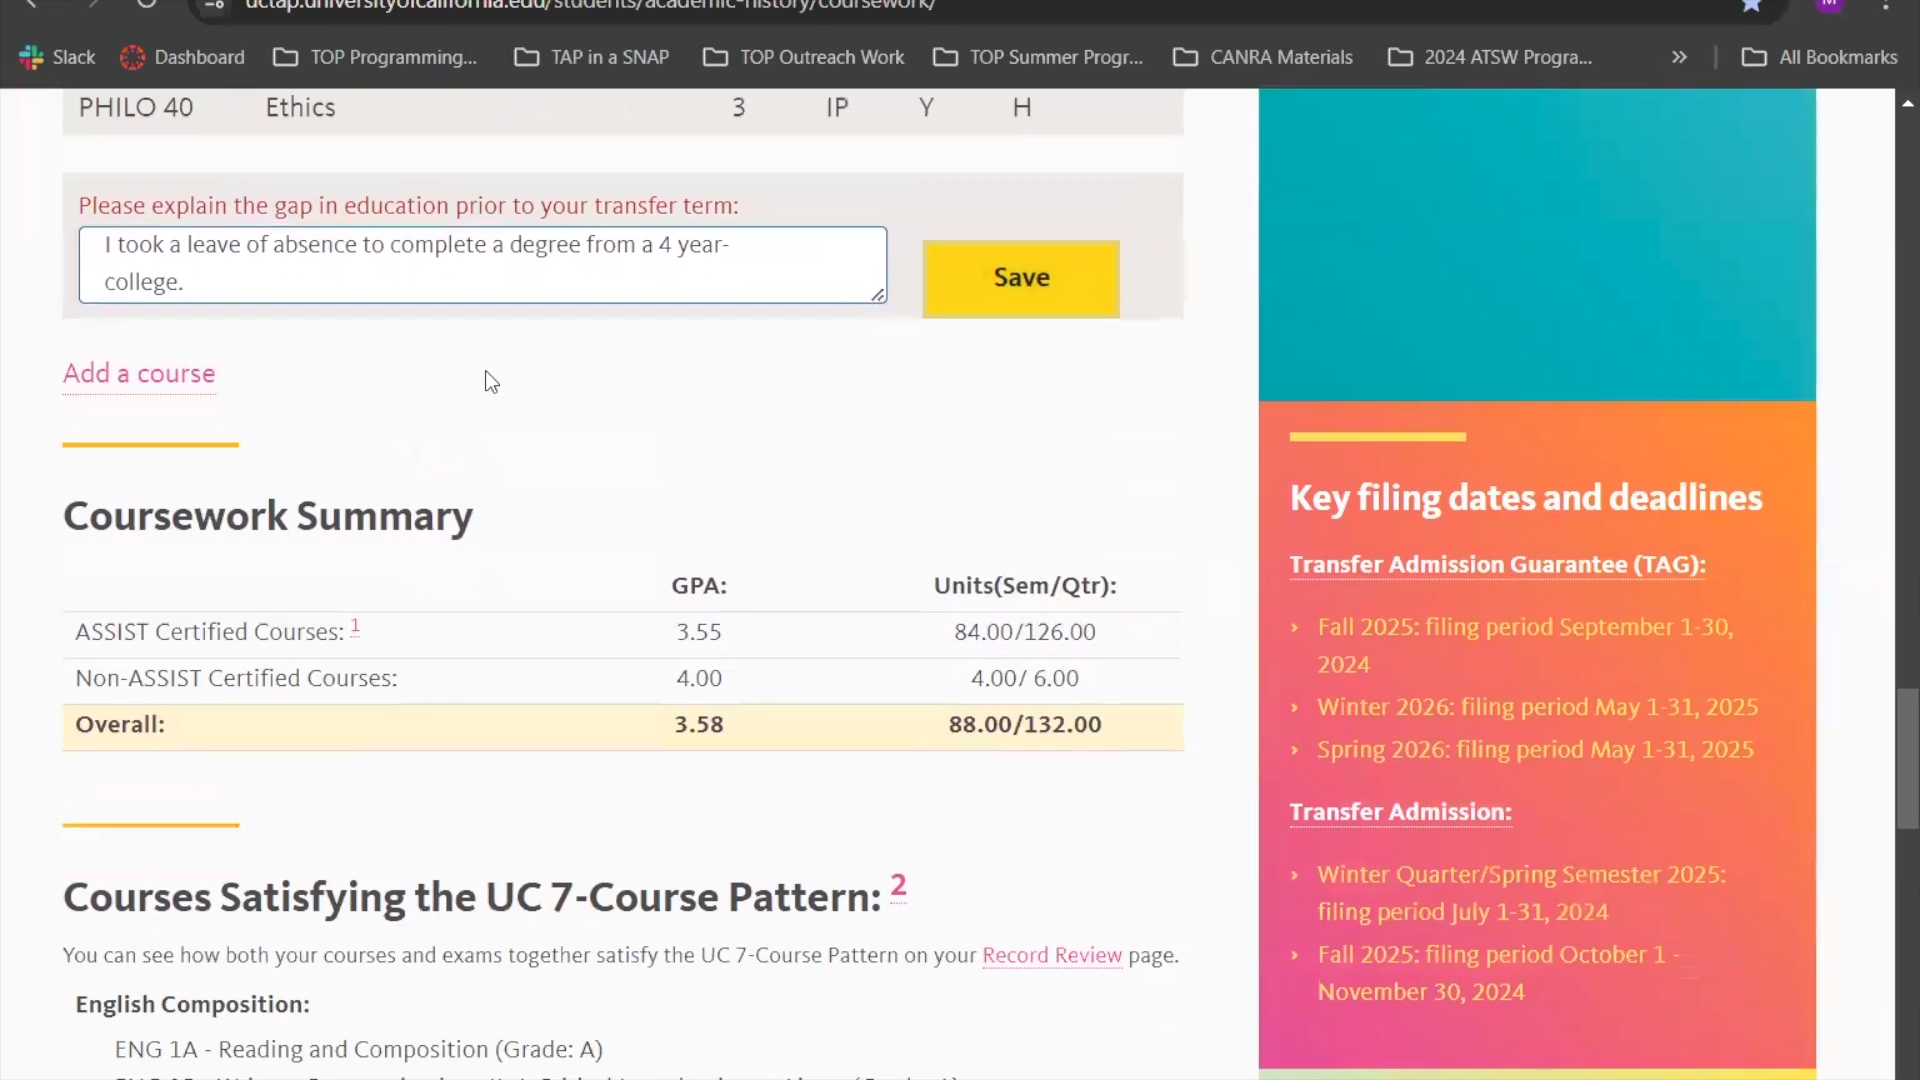 uctap.universityofcalifornia.edu/students/academic-history/coursework/
M
Slack Dashboard TOP Programming... TAP in a SNAP TOP Outreach Work TOP Summer Progr... CANRA Materials 2024 ATSW Progra... » All Bookmarks
PHILO 40 Ethics 3 IP Y H
Please explain the gap in education prior to your transfer term:
I took a leave of absence to complete a degree from a 4 year-
college.
Save
Add a course
Coursework Summary
GPA: Units(Sem/Qtr):
ASSIST Certified Courses: 1 3.55 84.00/126.00
Non-ASSIST Certified Courses: 4.00 4.00/ 6.00
Overall: 3.58 88.00/132.00
Courses Satisfying the UC 7-Course Pattern: 2
You can see how both your courses and exams together satisfy the UC 7-Course Pattern on your Record Review page.
English Composition:
ENG 1A - Reading and Composition (Grade: A)
Key filing dates and deadlines
Transfer Admission Guarantee (TAG):
Fall 2025: filing period September 1-30,
2024
Winter 2026: filing period May 1-31, 2025
Spring 2026: filing period May 1-31, 2025
Transfer Admission:
Winter Quarter/Spring Semester 2025:
filing period July 1-31, 2024
Fall 2025: filing period October 1 -
November 30, 2024